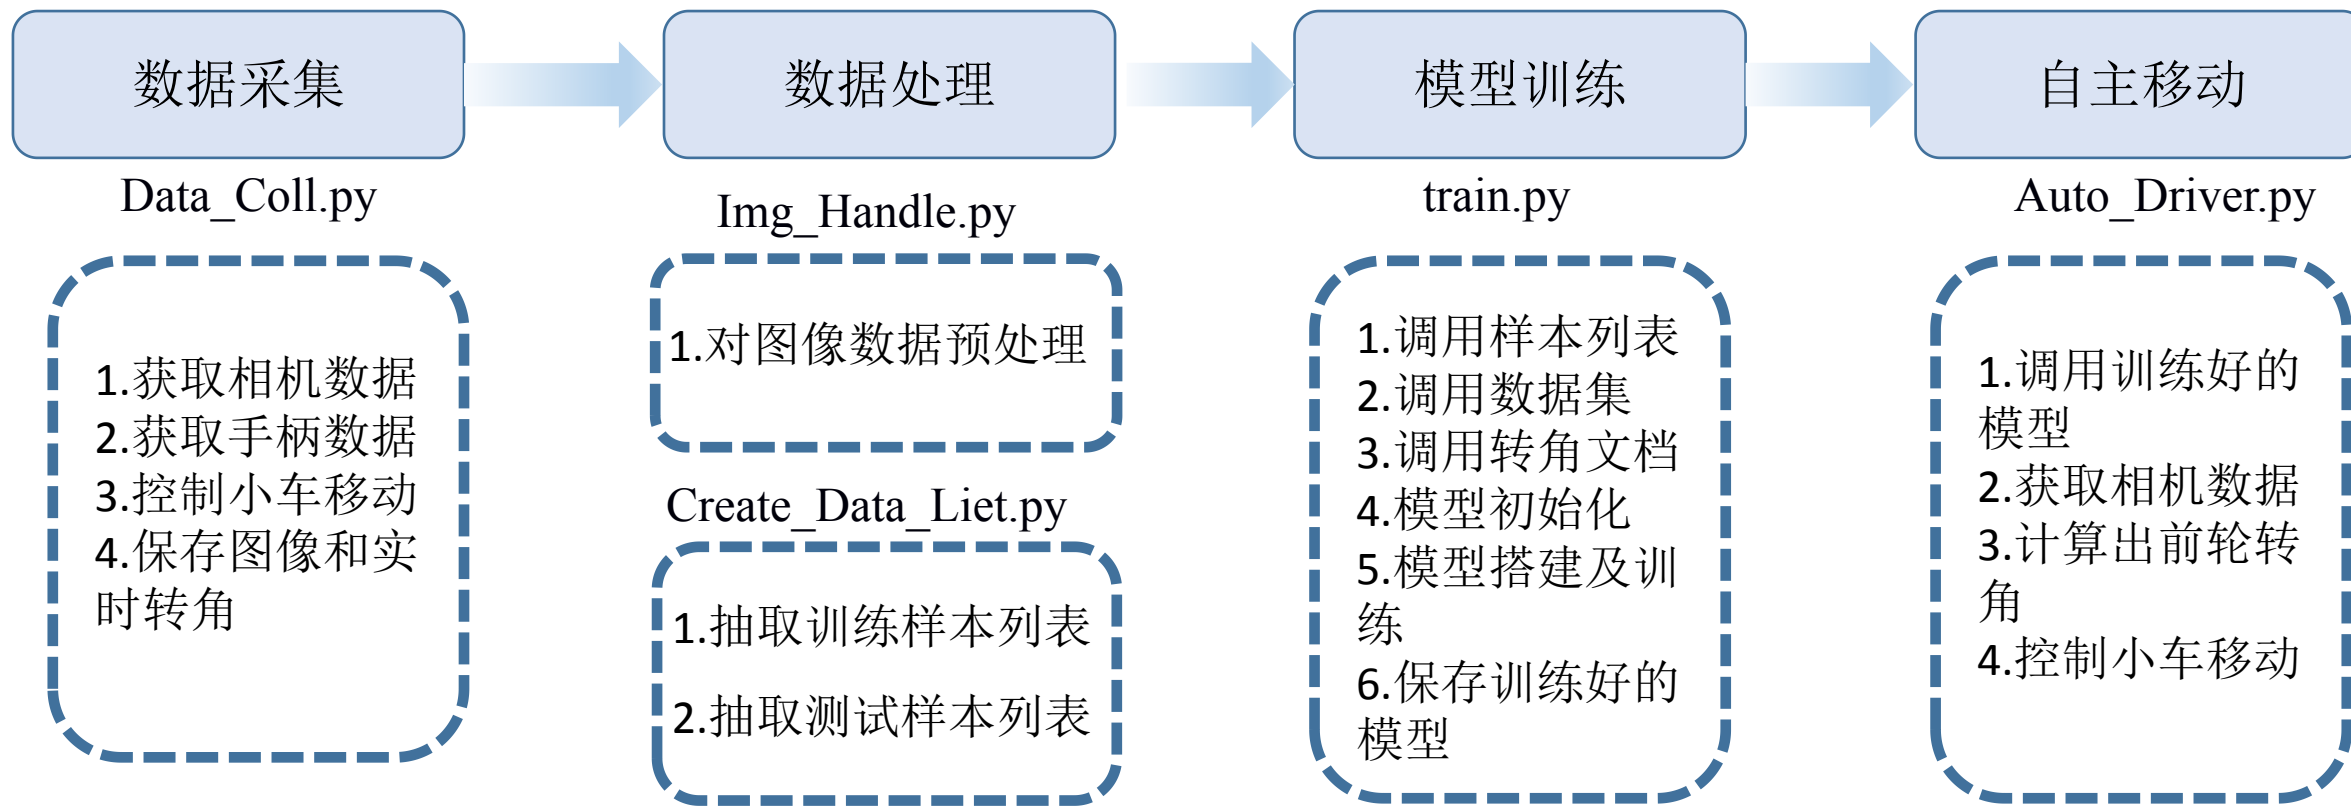 数据采集
数据处理
模型训练
自主移动
Data_Coll.py
1.获取相机数据
2.获取手柄数据
3.控制小车移动
4.保存图像和实
时转角
Img_Handle.py
1.对图像数据预处理
Create_Data_Liet.py
1.抽取训练样本列表
2.抽取测试样本列表
train.py
1.调用样本列表
2.调用数据集
3.调用转角文档
4.模型初始化
5.模型搭建及训
练
6.保存训练好的
模型
Auto_Driver.py
1.调用训练好的
模型
2.获取相机数据
3.计算出前轮转
角
4.控制小车移动